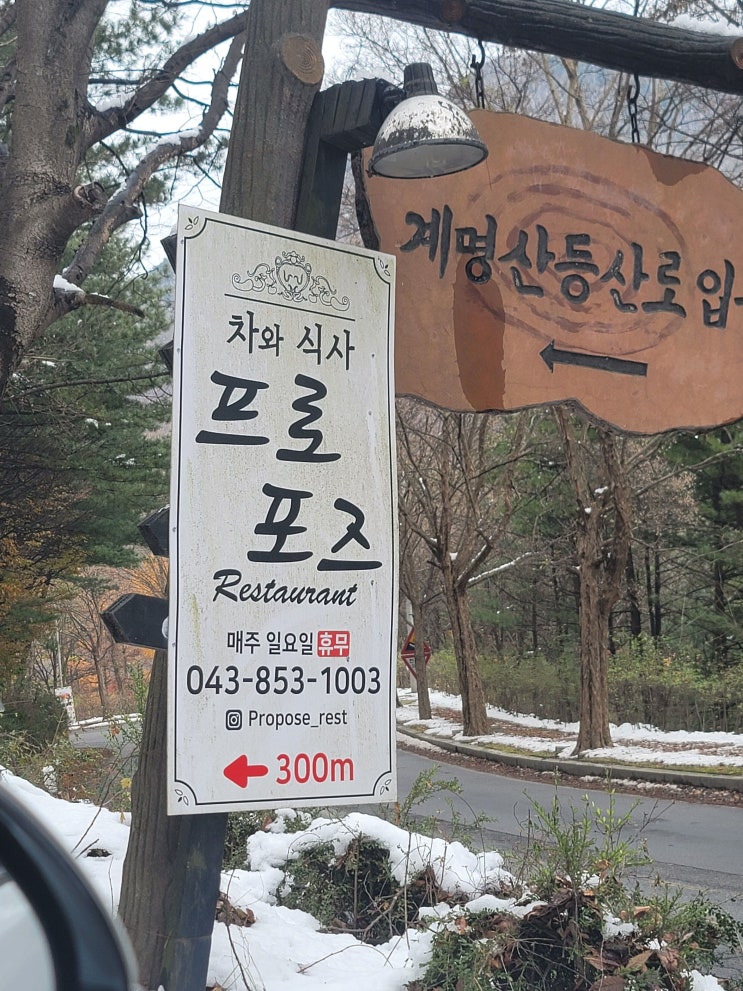 계명산등산로입
차와 식사
프로
포즈
Restaurant
매주 일요일 휴무
043-853-1003
Propose_rest
300m